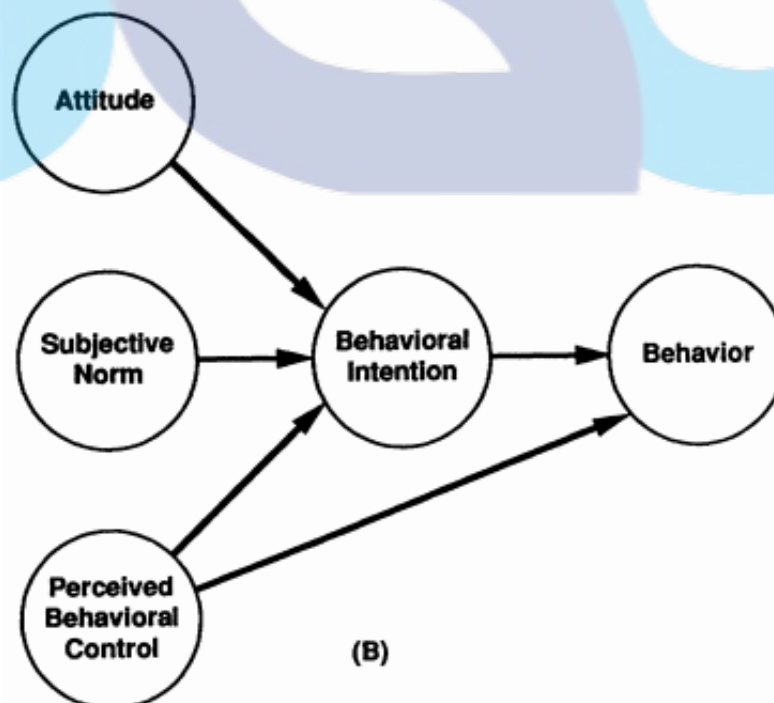 Attitude
Subjective
Norm
Behavioral
Intention
Behavior
Perceived
Behavioral
Control
(B)